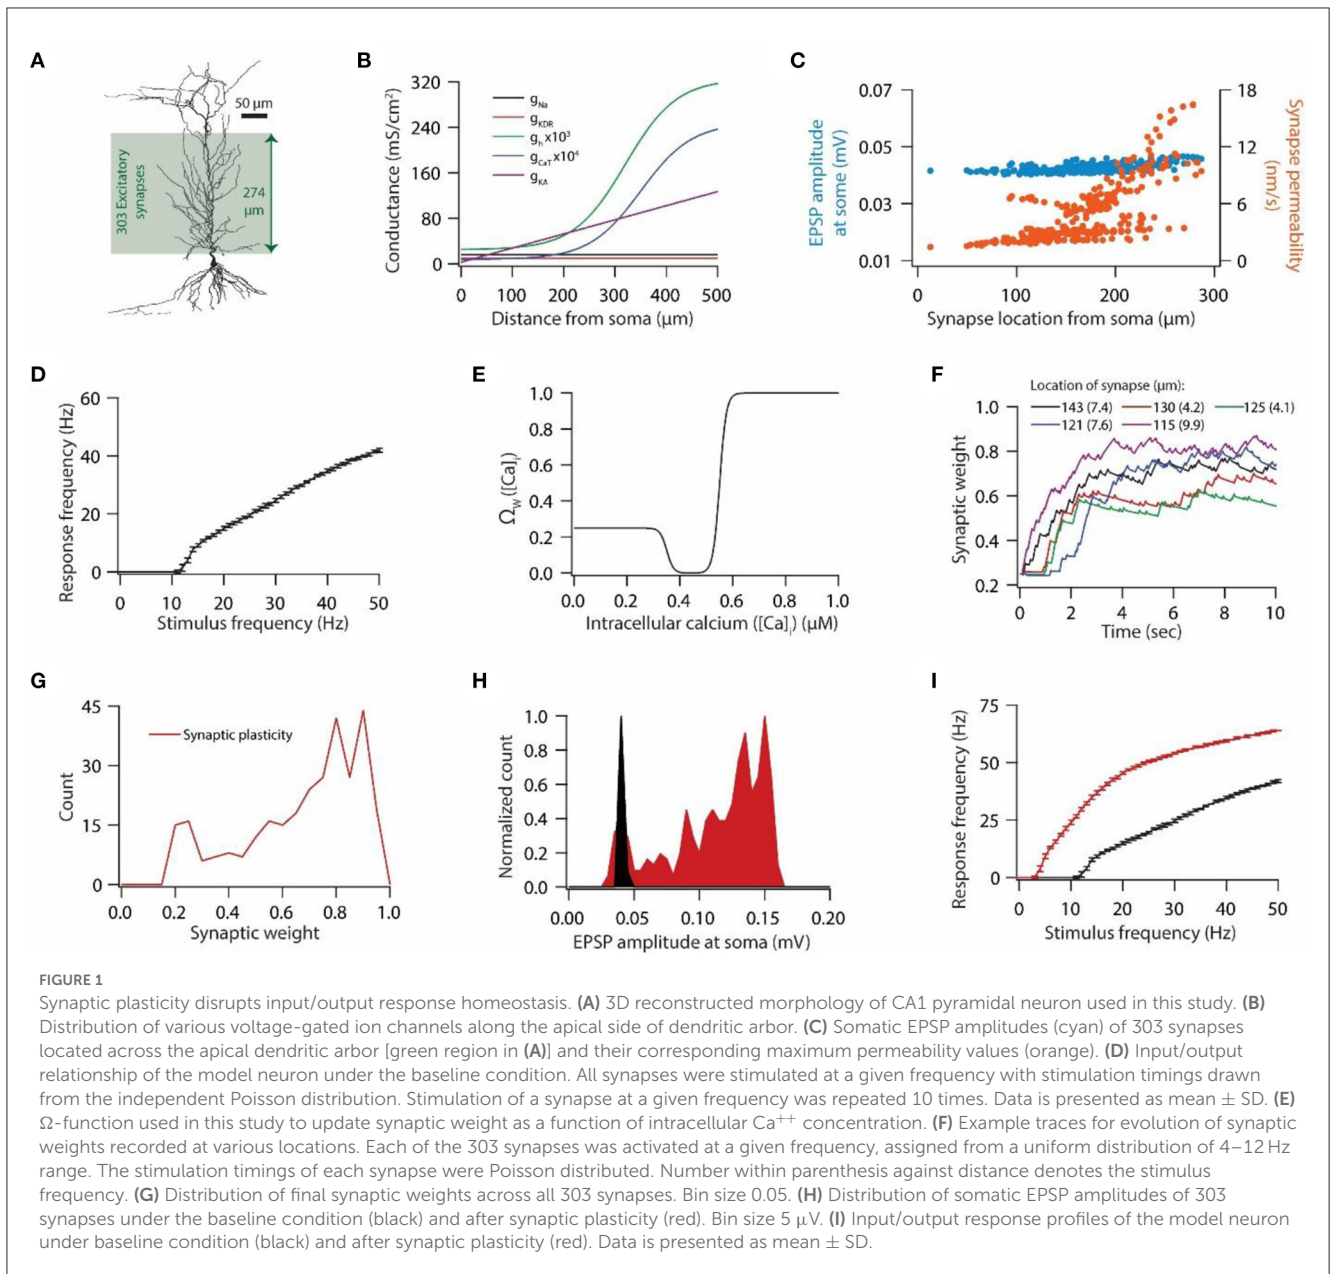 A
50 µm
303 Excitatory
synapses
274
µm
B
Conductance (mS/cm²)
320
240
160
80
0
gNa
gKDR
ghx10³
gCaTx10⁴
gKA
0 100 200 300 400 500
Distance from soma (µm)
C
EPSP amplitude
at some (mV)
0.07
0.05
0.03
0.01
18
12
6
0
Synapse permeability
(nm/s)
100 200 300
Synapse location from soma (µm)
D
Response frequency (Hz)
60
40
20
0
0 10 20 30 40 50
Stimulus frequency (Hz)
E
Ωw ([Ca]i)
1.0
0.8
0.6
0.4
0.2
0.0
0.0 0.2 0.4 0.6 0.8 1.0
Intracellular calcium ([Ca]i) (µM)
F
Location of synapse (µm):
143 (7.4) 130 (4.2) 125 (4.1)
121 (7.6) 115 (9.9)
Synaptic weight
1.0
0.8
0.6
0.4
0.2
0 2 4 6 8 10
Time (sec)
G
Count
45
30
15
0
Synaptic plasticity
0.0 0.2 0.4 0.6 0.8 1.0
Synaptic weight
H
Normalized count
1.0
0.8
0.6
0.4
0.2
0.0
0.00 0.05 0.10 0.15 0.20
EPSP amplitude at soma (mV)
I
Response frequency (Hz)
75
50
25
0
0 10 20 30 40 50
Stimulus frequency (Hz)
FIGURE 1
Synaptic plasticity disrupts input/output response homeostasis. (A) 3D reconstructed morphology of CA1 pyramidal neuron used in this study. (B)
Distribution of various voltage-gated ion channels along the apical side of dendritic arbor. (C) Somatic EPSP amplitudes (cyan) of 303 synapses
located across the apical dendritic arbor [green region in (A)] and their corresponding maximum permeability values (orange). (D) Input/output
relationship of the model neuron under the baseline condition. All synapses were stimulated at a given frequency with stimulation timings drawn
from the independent Poisson distribution. Stimulation of a synapse at a given frequency was repeated 10 times. Data is presented as mean ± SD. (E)
Ω-function used in this study to update synaptic weight as a function of intracellular Ca⁺⁺ concentration. (F) Example traces for evolution of synaptic
weights recorded at various locations. Each of the 303 synapses was activated at a given frequency, assigned from a uniform distribution of 4–12 Hz
range. The stimulation timings of each synapse were Poisson distributed. Number within parenthesis against distance denotes the stimulus
frequency. (G) Distribution of final synaptic weights across all 303 synapses. Bin size 0.05. (H) Distribution of somatic EPSP amplitudes of 303
synapses under the baseline condition (black) and after synaptic plasticity (red). Bin size 5 µV. (I) Input/output response profiles of the model neuron
under baseline condition (black) and after synaptic plasticity (red). Data is presented as mean ± SD.